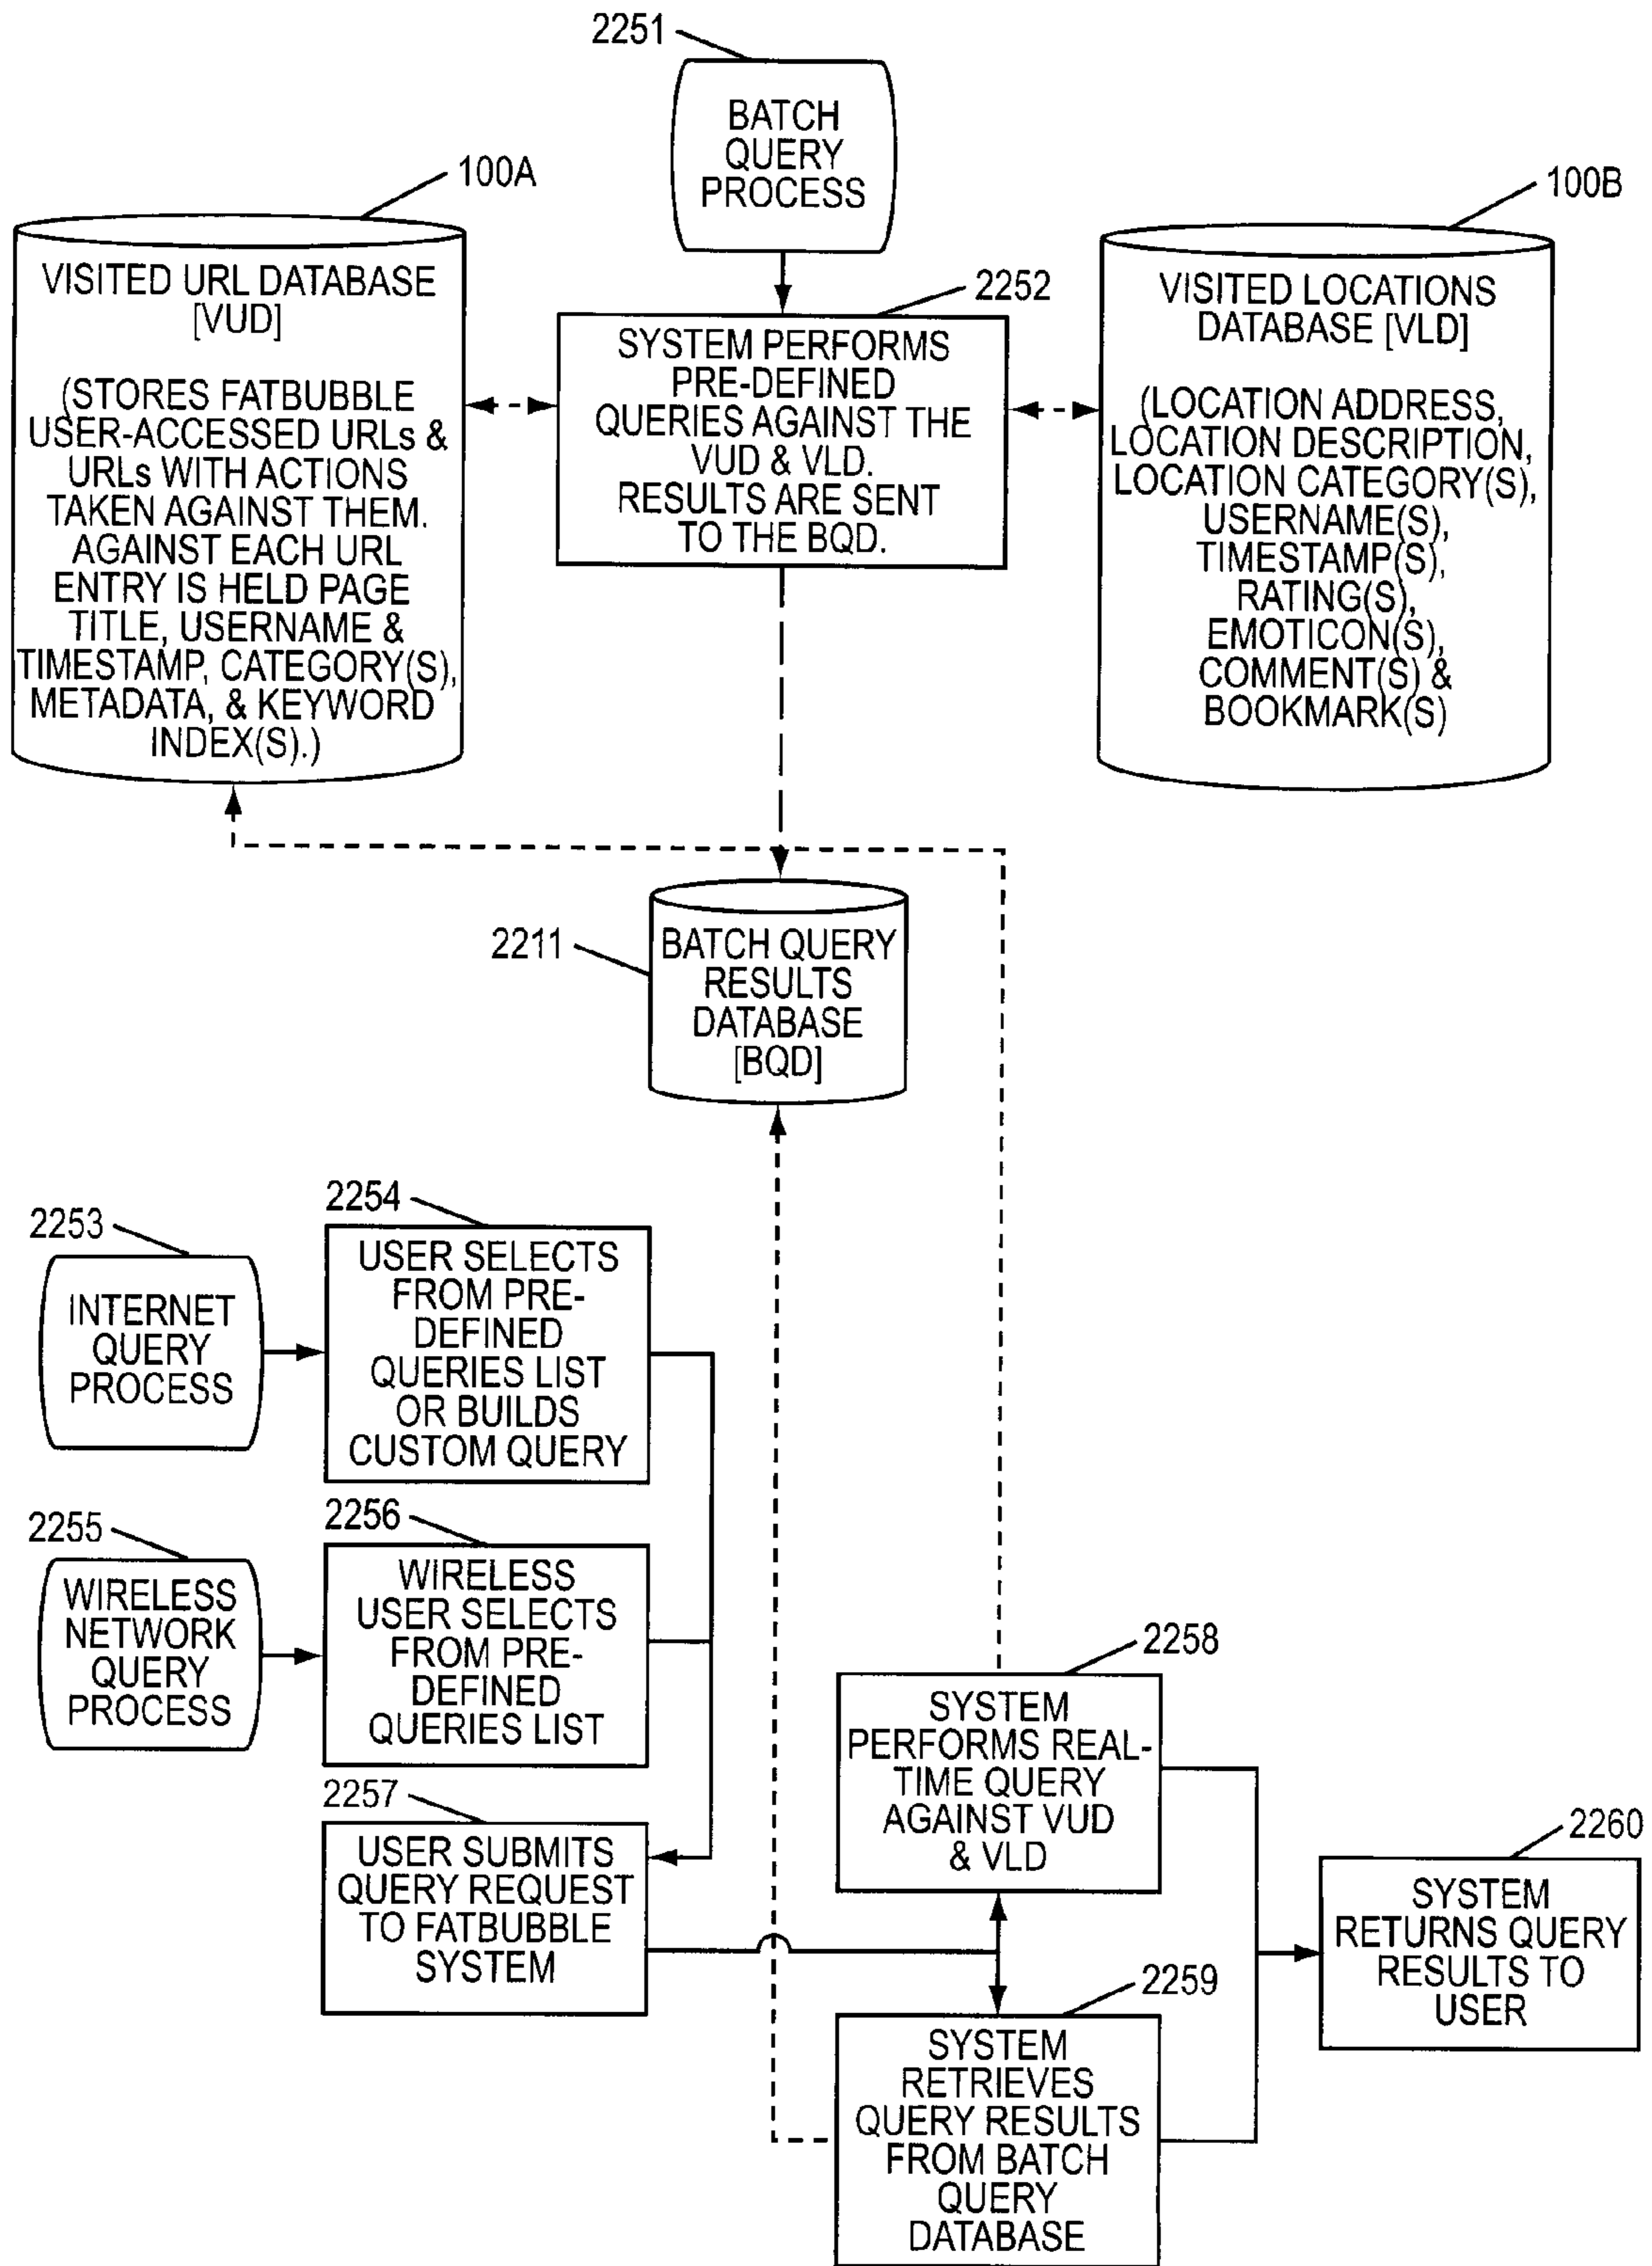 2251
BATCH
QUERY
PROCESS
100A
VISITED URL DATABASE
[VUD]
(STORES FATBUBBLE
USER-ACCESSED URLs &
URLs WITH ACTIONS
TAKEN AGAINST THEM.
AGAINST EACH URL
ENTRY IS HELD PAGE
TITLE, USERNAME &
TIMESTAMP, CATEGORY(S),
METADATA, & KEYWORD
INDEX(S).)
2252
SYSTEM PERFORMS
PRE-DEFINED
QUERIES AGAINST THE
VUD & VLD.
RESULTS ARE SENT
TO THE BQD.
100B
VISITED LOCATIONS
DATABASE [VLD]
(LOCATION ADDRESS,
LOCATION DESCRIPTION,
LOCATION CATEGORY(S),
USERNAME(S),
TIMESTAMP(S),
RATING(S),
EMOTICON(S),
COMMENT(S) &
BOOKMARK(S)
2211
BATCH QUERY
RESULTS
DATABASE
[BQD]
2253
INTERNET
QUERY
PROCESS
2254
USER SELECTS
FROM PRE-
DEFINED
QUERIES LIST
OR BUILDS
CUSTOM QUERY
2255
WIRELESS
NETWORK
QUERY
PROCESS
2256
WIRELESS
USER SELECTS
FROM PRE-
DEFINED
QUERIES LIST
2257
USER SUBMITS
QUERY REQUEST
TO FATBUBBLE
SYSTEM
2258
SYSTEM
PERFORMS REAL-
TIME QUERY
AGAINST VUD
& VLD
2259
SYSTEM
RETRIEVES
QUERY RESULTS
FROM BATCH
QUERY
DATABASE
2260
SYSTEM
RETURNS QUERY
RESULTS TO
USER